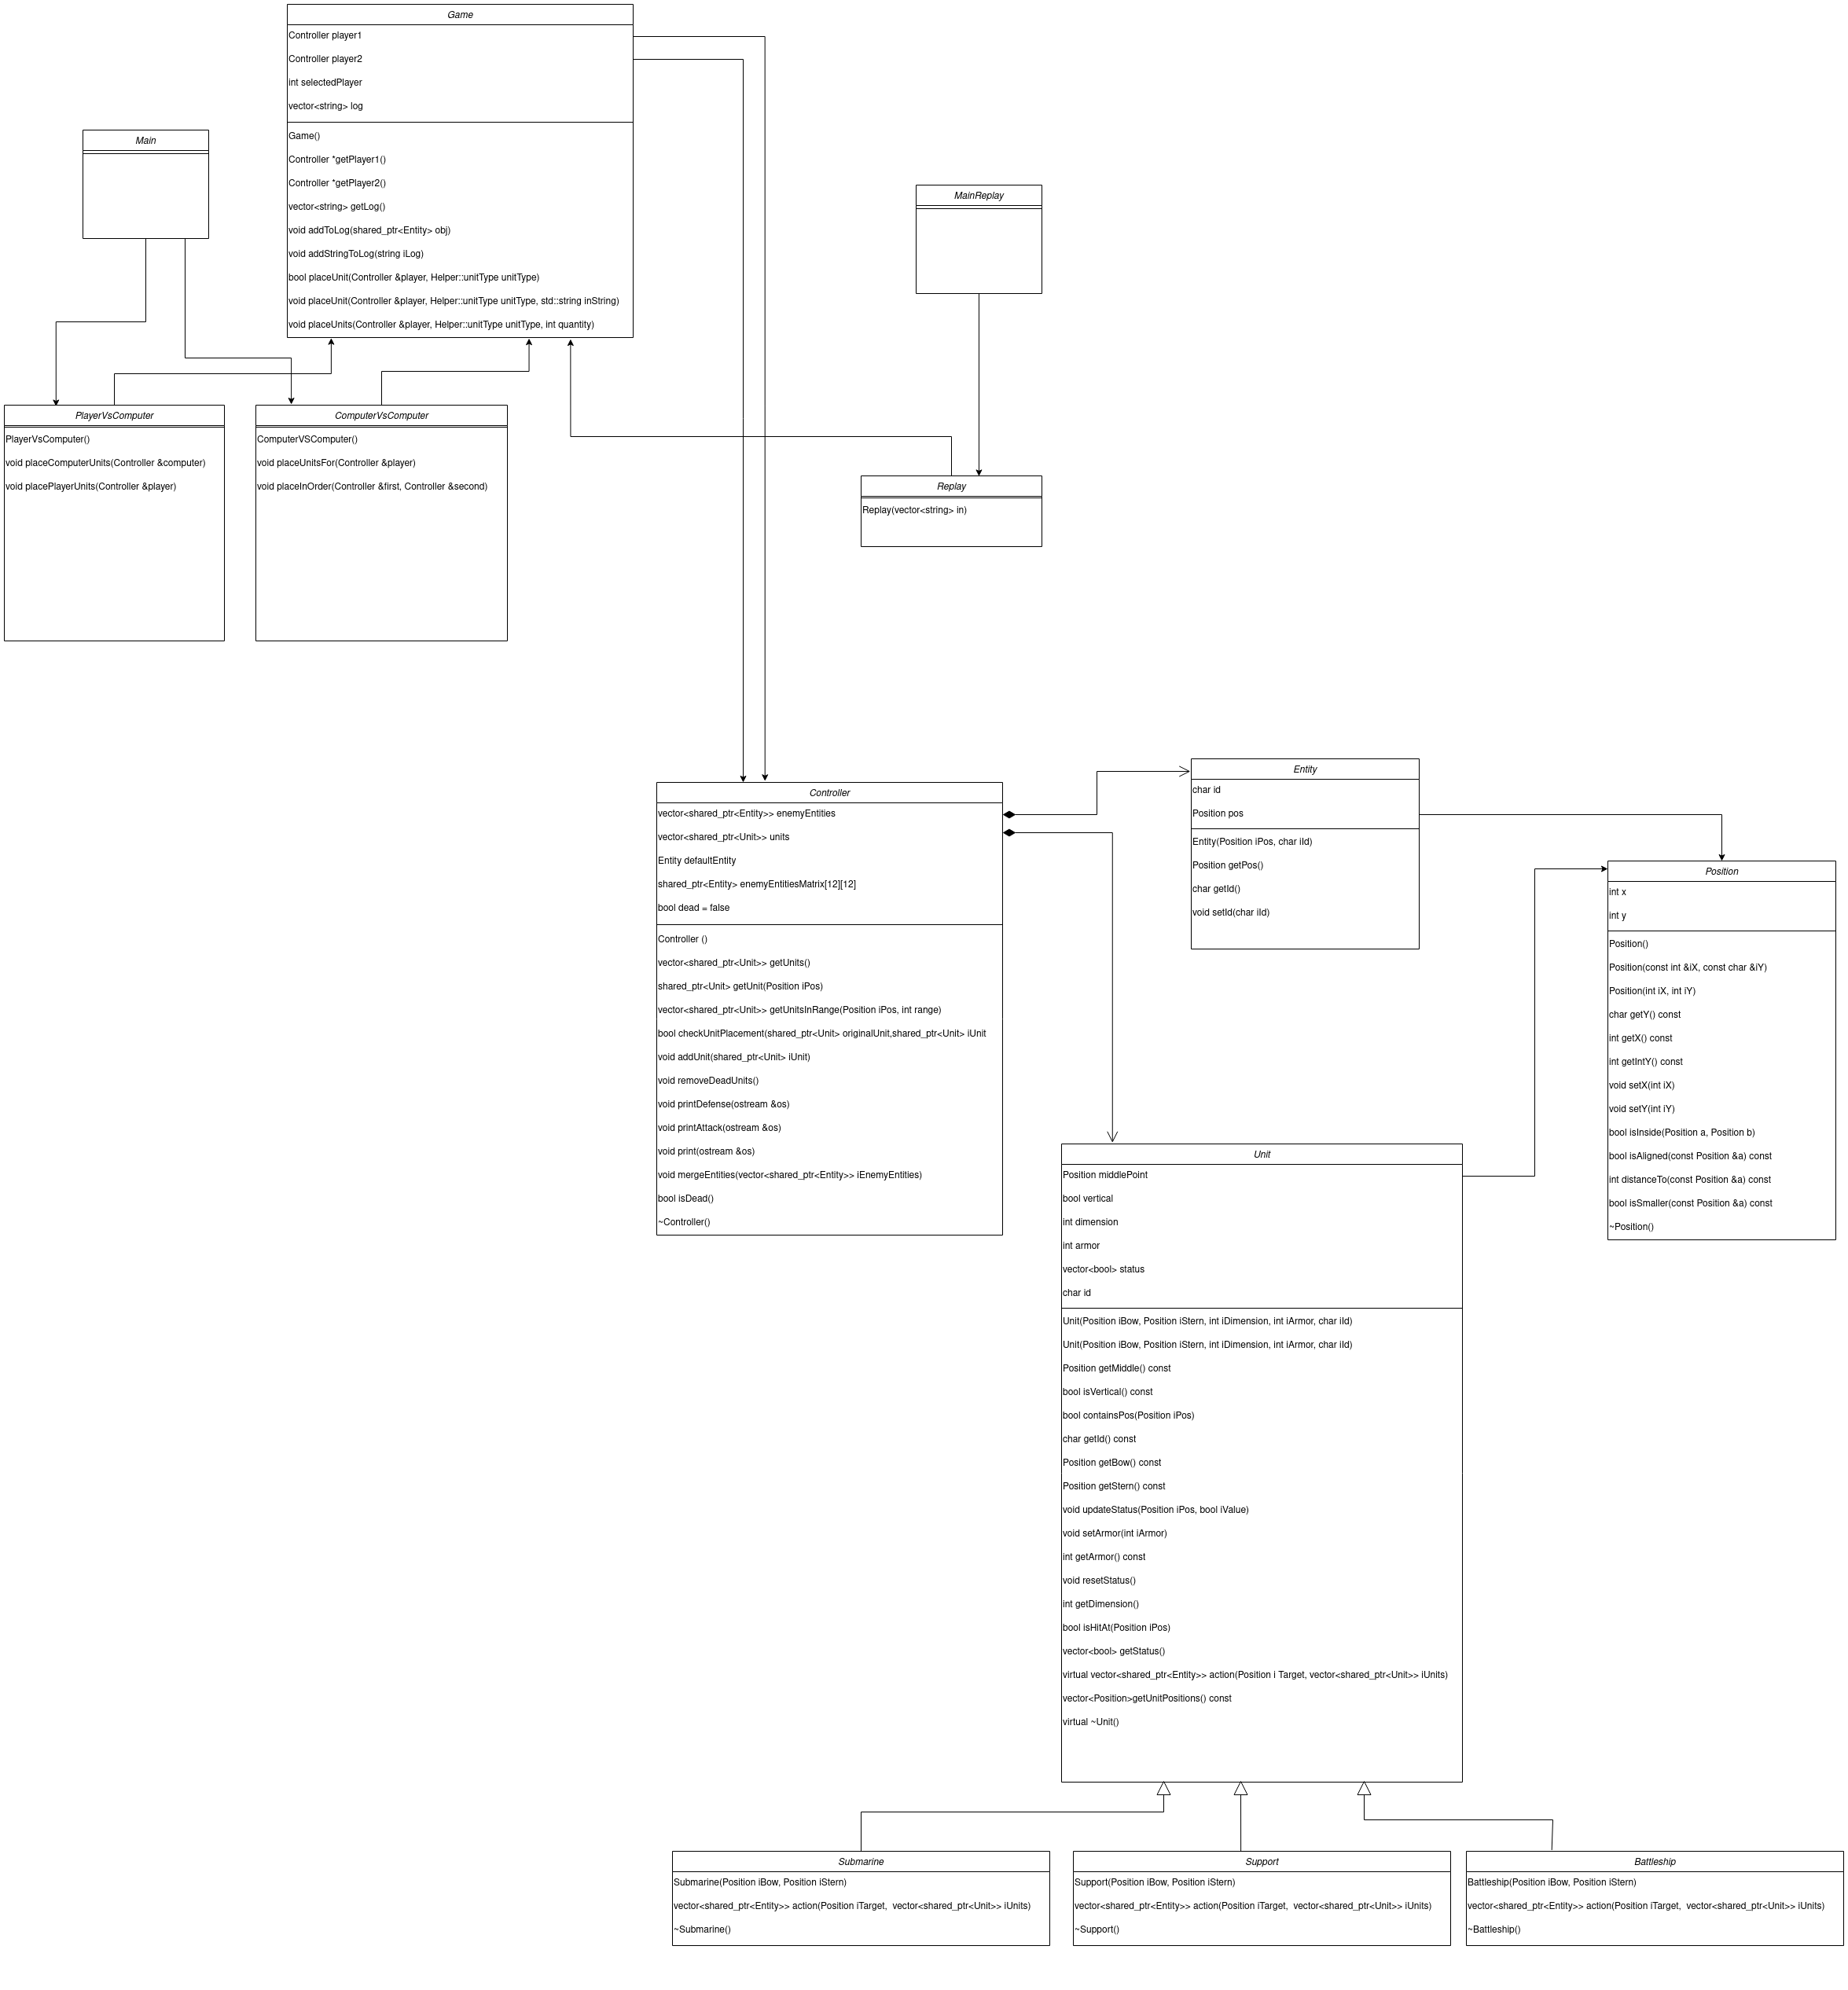 Game
Controller player1
Controller player2
int selectedPlayer
vector<string> log
Game()
Controller *getPlayer1()
Controller *getPlayer2()
vector<string> getLog()
void addToLog(shared_ptr<Entity> obj)
void addStringToLog(string iLog)
bool placeUnit(Controller &player, Helper::unitType unitType)
void placeUnit(Controller &player, Helper::unitType unitType, std::string inString)
void placeUnits(Controller &player, Helper::unitType unitType, int quantity)
Main
MainReplay
PlayerVsComputer
PlayerVsComputer()
void placeComputerUnits(Controller &computer)
void placePlayerUnits(Controller &player)
ComputerVsComputer
ComputerVSComputer()
void placeUnitsFor(Controller &player)
void placeInOrder(Controller &first, Controller &second)
Replay
Replay(vector<string> in)
Controller
vector<shared_ptr<Entity>> enemyEntities
vector<shared_ptr<Unit>> units
Entity defaultEntity
shared_ptr<Entity> enemyEntitiesMatrix[12][12]
bool dead = false
Controller ()
vector<shared_ptr<Unit>> getUnits()
shared_ptr<Unit> getUnit(Position iPos)
vector<shared_ptr<Unit>> getUnitsInRange(Position iPos, int range)
bool checkUnitPlacement(shared_ptr<Unit> originalUnit,shared_ptr<Unit> iUnit
void addUnit(shared_ptr<Unit> iUnit)
void removeDeadUnits()
void printDefense(ostream &os)
void printAttack(ostream &os)
void print(ostream &os)
void mergeEntities(vector<shared_ptr<Entity>> iEnemyEntities)
bool isDead()
~Controller()
Entity
char id
Position pos
Entity(Position iPos, char iId)
Position getPos()
char getId()
void setId(char iId)
Position
int x
int y
Position()
Position(const int &iX, const char &iY)
Position(int iX, int iY)
char getY() const
int getX() const
int getIntY() const
void setX(int iX)
void setY(int iY)
bool isInside(Position a, Position b)
bool isAligned(const Position &a) const
int distanceTo(const Position &a) const
bool isSmaller(const Position &a) const
~Position()
Unit
Position middlePoint
bool vertical
int dimension
int armor
vector<bool> status
char id
Unit(Position iBow, Position iStern, int iDimension, int iArmor, char iId)
Unit(Position iBow, Position iStern, int iDimension, int iArmor, char iId)
Position getMiddle() const
bool isVertical() const
bool containsPos(Position iPos)
char getId() const
Position getBow() const
Position getStern() const
void updateStatus(Position iPos, bool iValue)
void setArmor(int iArmor)
int getArmor() const
void resetStatus()
int getDimension()
bool isHitAt(Position iPos)
vector<bool> getStatus()
virtual vector<shared_ptr<Entity>> action(Position i Target, vector<shared_ptr<Unit>> iUnits)
vector<Position>getUnitPositions() const
virtual ~Unit()
Submarine
Submarine(Position iBow, Position iStern)
vector<shared_ptr<Entity>> action(Position iTarget,  vector<shared_ptr<Unit>> iUnits)
~Submarine()
Support
Support(Position iBow, Position iStern)
vector<shared_ptr<Entity>> action(Position iTarget,  vector<shared_ptr<Unit>> iUnits)
~Support()
Battleship
Battleship(Position iBow, Position iStern)
vector<shared_ptr<Entity>> action(Position iTarget,  vector<shared_ptr<Unit>> iUnits)
~Battleship()